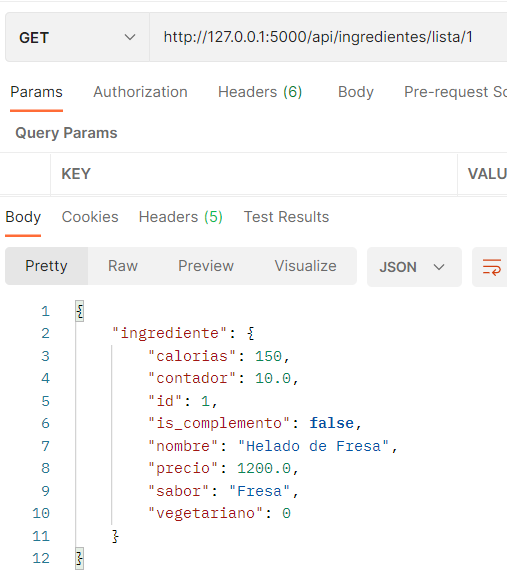 GET http://127.0.0.1:5000/api/ingredientes/lista/1
Params Authorization Headers (6) Body Pre-request Sc
Query Params
KEY VALU
Body Cookies Headers (5) Test Results
Pretty Raw Preview Visualize JSON
1 {
2 "ingrediente": {
3 "calorias": 150,
4 "contador": 10.0,
5 "id": 1,
6 "is_complemento": false,
7 "nombre": "Helado de Fresa",
8 "precio": 1200.0,
9 "sabor": "Fresa",
10 "vegetariano": 0
11 }
12 }